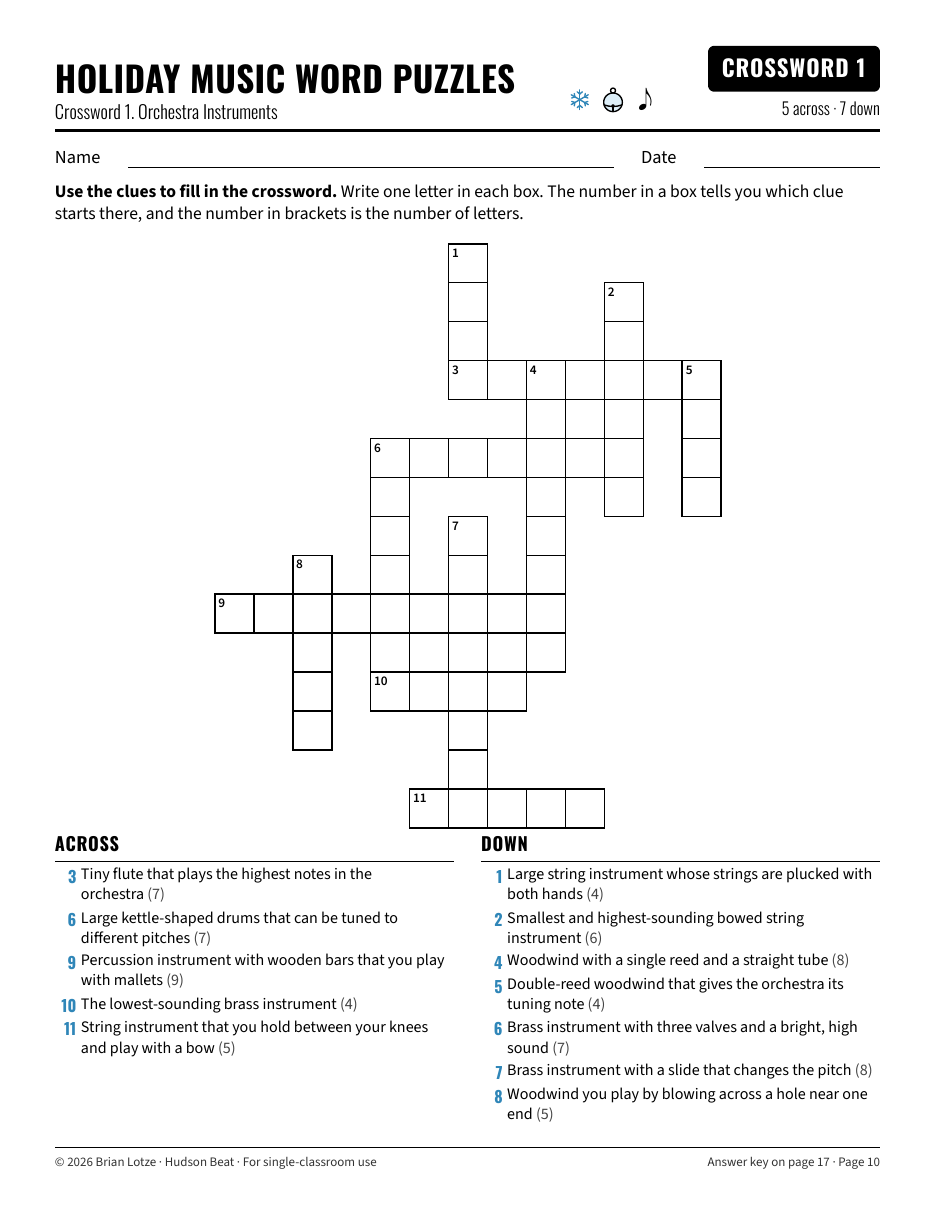 HOLIDAY MUSIC WORD PUZZLES
CROSSWORD 1
Crossword 1. Orchestra Instruments
5 across · 7 down
Name
Date
Use the clues to fill in the crossword. Write one letter in each box. The number in a box tells you which clue
starts there, and the number in brackets is the number of letters.
1
2
3 4 5
6
7
8
9
10
11
ACROSS
3 Tiny flute that plays the highest notes in the
orchestra (7)
6 Large kettle-shaped drums that can be tuned to
different pitches (7)
9 Percussion instrument with wooden bars that you play
with mallets (9)
10 The lowest-sounding brass instrument (4)
11 String instrument that you hold between your knees
and play with a bow (5)
DOWN
1 Large string instrument whose strings are plucked with
both hands (4)
2 Smallest and highest-sounding bowed string
instrument (6)
4 Woodwind with a single reed and a straight tube (8)
5 Double-reed woodwind that gives the orchestra its
tuning note (4)
6 Brass instrument with three valves and a bright, high
sound (7)
7 Brass instrument with a slide that changes the pitch (8)
8 Woodwind you play by blowing across a hole near one
end (5)
© 2026 Brian Lotze · Hudson Beat · For single-classroom use
Answer key on page 17 · Page 10